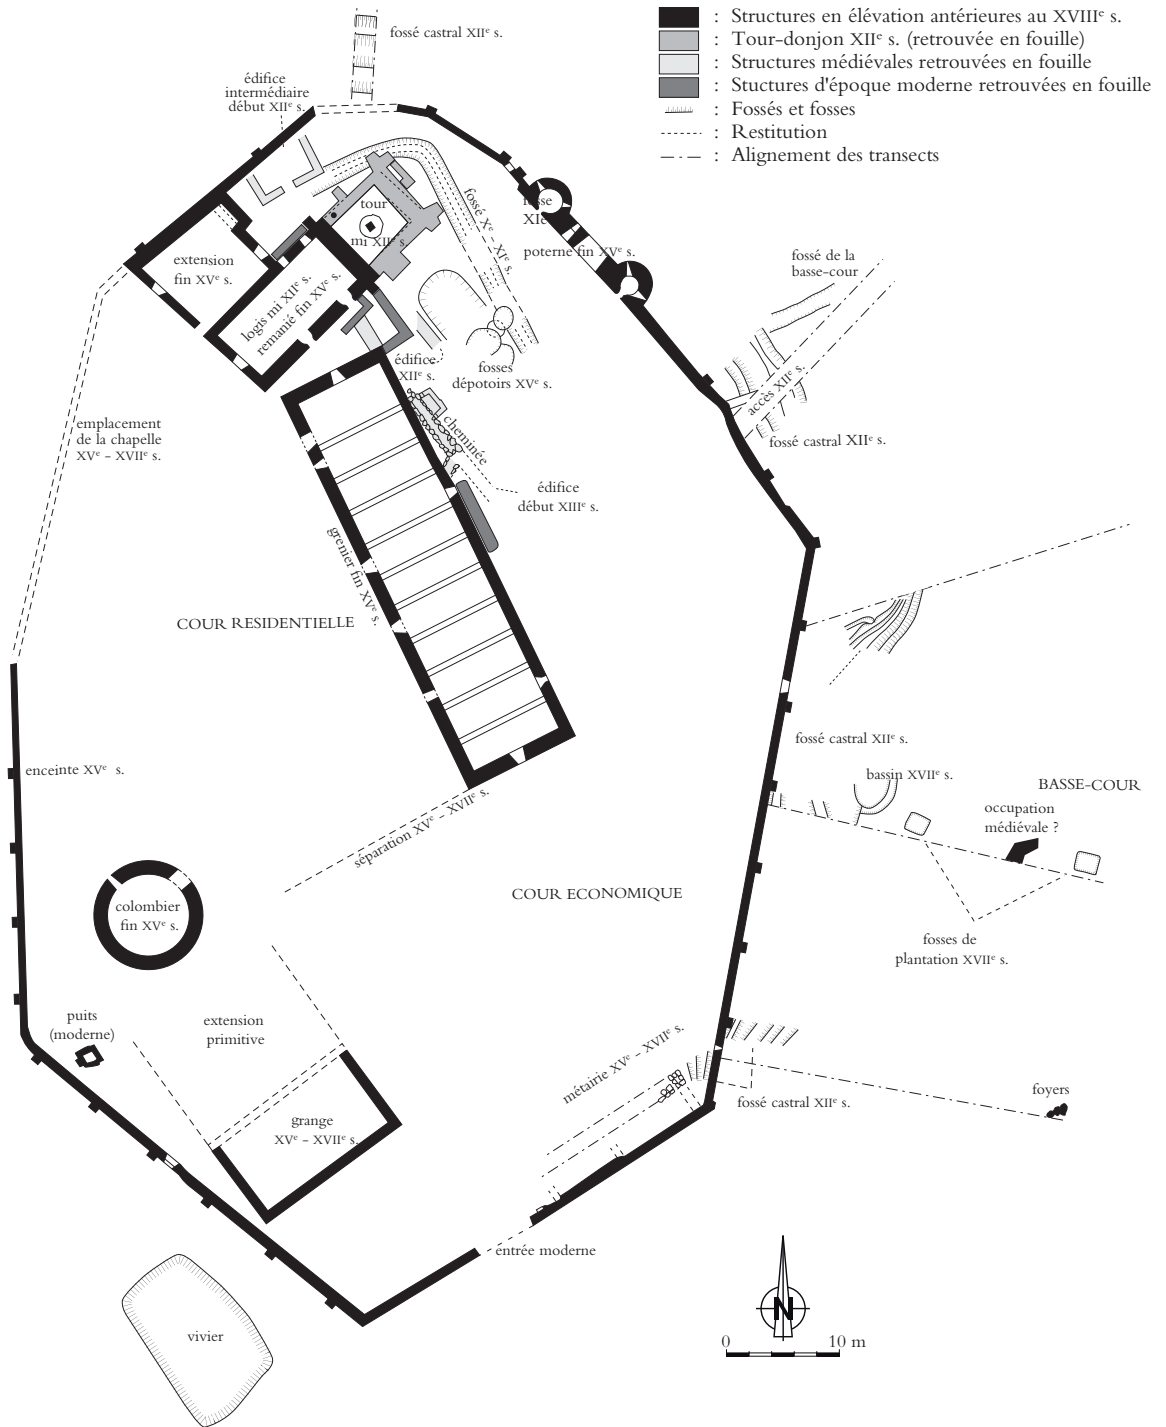 : Structures en élévation antérieures au XVIIIe s.
: Tour-donjon XIIe s. (retrouvée en fouille)
: Structures médiévales retrouvées en fouille
: Stuctures d'époque moderne retrouvées en fouille
: Fossés et fosses
: Restitution
: Alignement des transects
fossé castral XIIe s.
édifice
intermédiaire
début XIIe s.
tour
mi XIIe s.
fossé Xe - XIe s.
fosse
XIe
poterne fin XVe s.
extension
fin XVe s.
logis mi XIIe s.
remanié fin XVe s.
fossé de la
basse-cour
accès XIIe s.
fossé castral XIIe s.
édifice
XIIe s.
fosses
dépotoirs XVe s.
cheminée
édifice
début XIIIe s.
emplacement
de la chapelle
XVe - XVIIe s.
grenier fin XVe s.
COUR RESIDENTIELLE
fossé castral XIIe s.
bassin XVIIe s.
BASSE-COUR
occupation
médiévale ?
enceinte XVe s.
séparation XVe - XVIIe s.
COUR ECONOMIQUE
colombier
fin XVe s.
fosses de
plantation XVIIe s.
puits
(moderne)
extension
primitive
métairie XVe - XVIIe s.
fossé castral XIIe s.
foyers
grange
XVe - XVIIe s.
entrée moderne
vivier
N
0 10 m